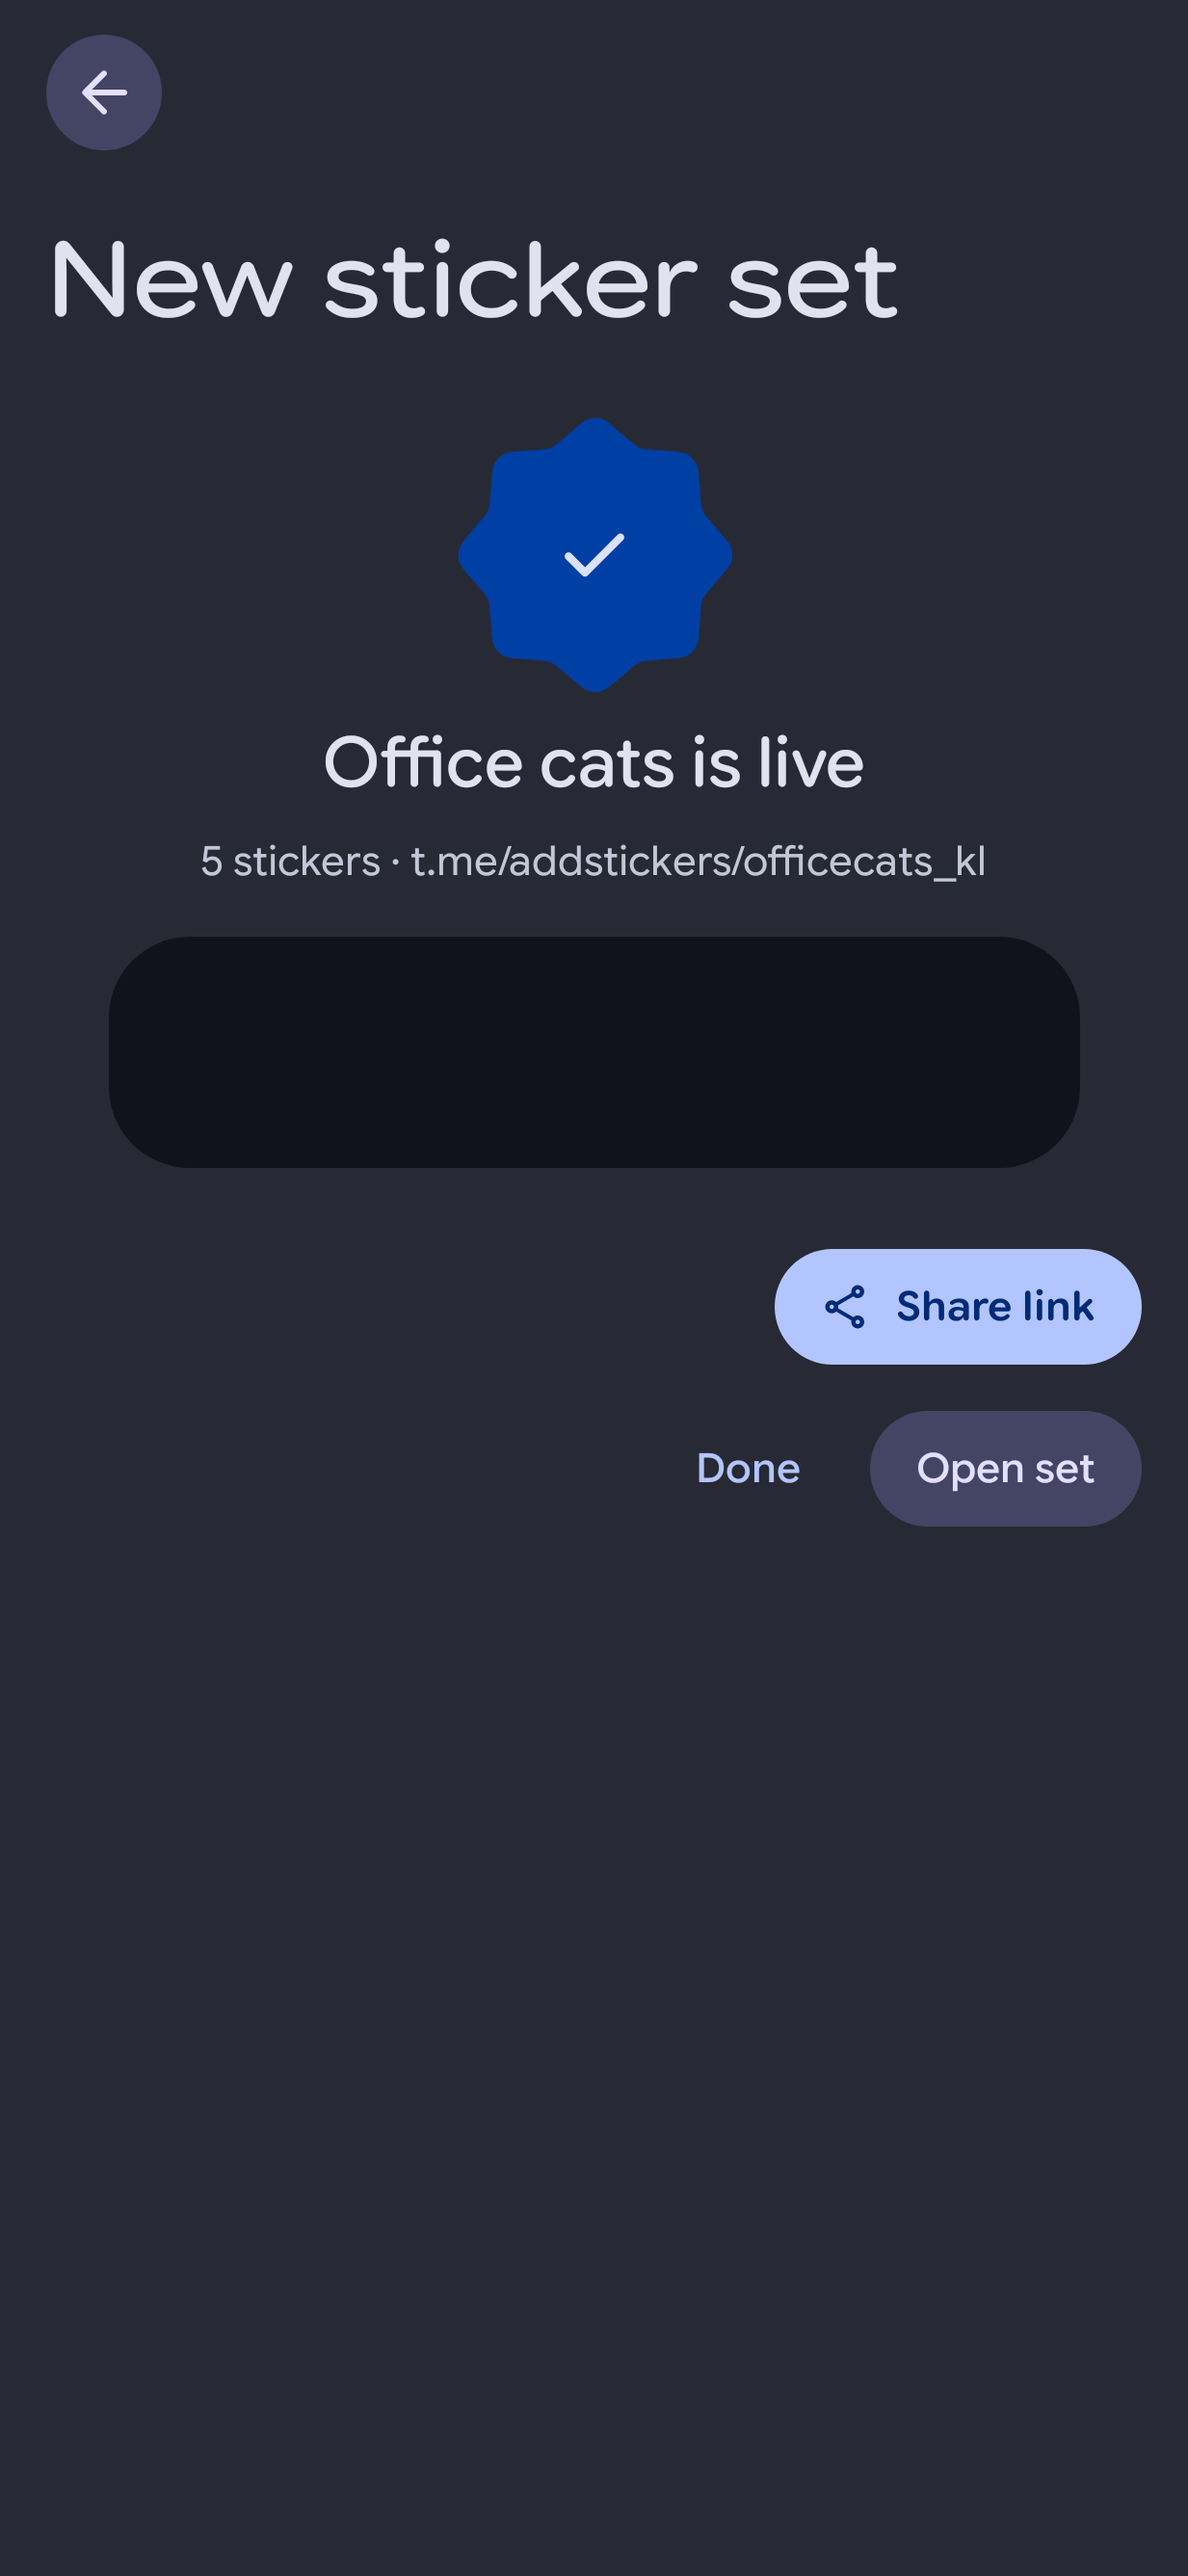 New sticker set
Office cats is live
5 stickers · t.me/addstickers/officecats_kl
Share link
Done
Open set